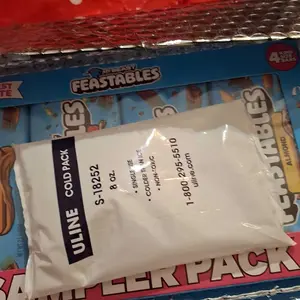 FEASTABLES
4
ULINE COLD PACK
S-18252
8 OZ.
• SINGLE USE
• COLDER THAN ICE
• NON-TOXIC
1-800-295-5510
uline.com
FEASTABLES
ALMOND
SAMPLER PACK